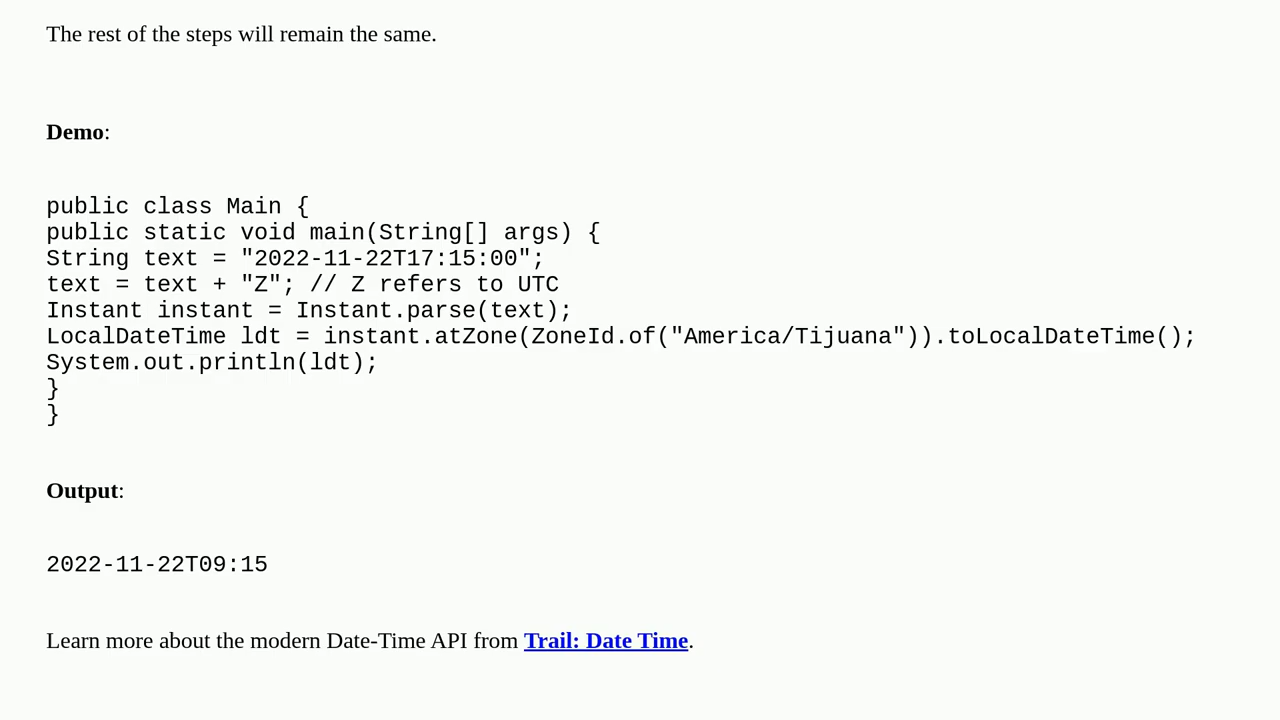 The rest of the steps will remain the same.
Demo:
public class Main {
public static void main(String[] args) {
String text = "2022-11-22T17:15:00";
text = text + "Z"; // Z refers to UTC
Instant instant = Instant.parse(text);
LocalDateTime ldt = instant.atZone(ZoneId.of("America/Tijuana")).toLocalDateTime();
System.out.println(ldt);
}
}
Output:
2022-11-22T09:15
Learn more about the modern Date-Time API from Trail: Date Time.